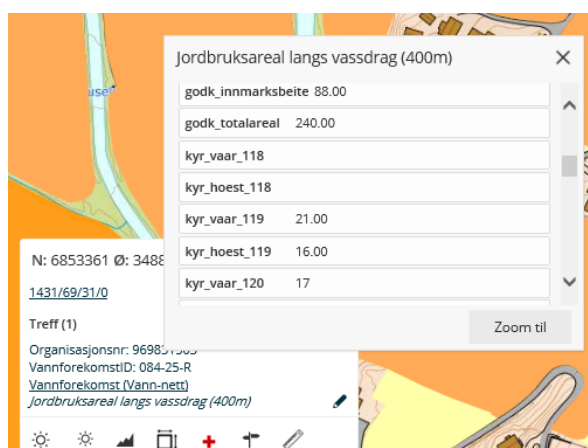 Jordbruksareal langs vassdrag (400m)
godk_innmarksbeite 88.00
godk_totalareal 240.00
kyr_vaar_118
kyr_hoest_118
kyr_vaar_119 21.00
kyr_hoest_119 16.00
kyr_vaar_120 17
Zoom til
N: 6853361 Ø: 3488
1431/69/31/0
Treff (1)
Organisasjonsnr:
VannforekomstID: 084-25-R
Vannforekomst (Vann-nett)
Jordbruksareal langs vassdrag (400m)